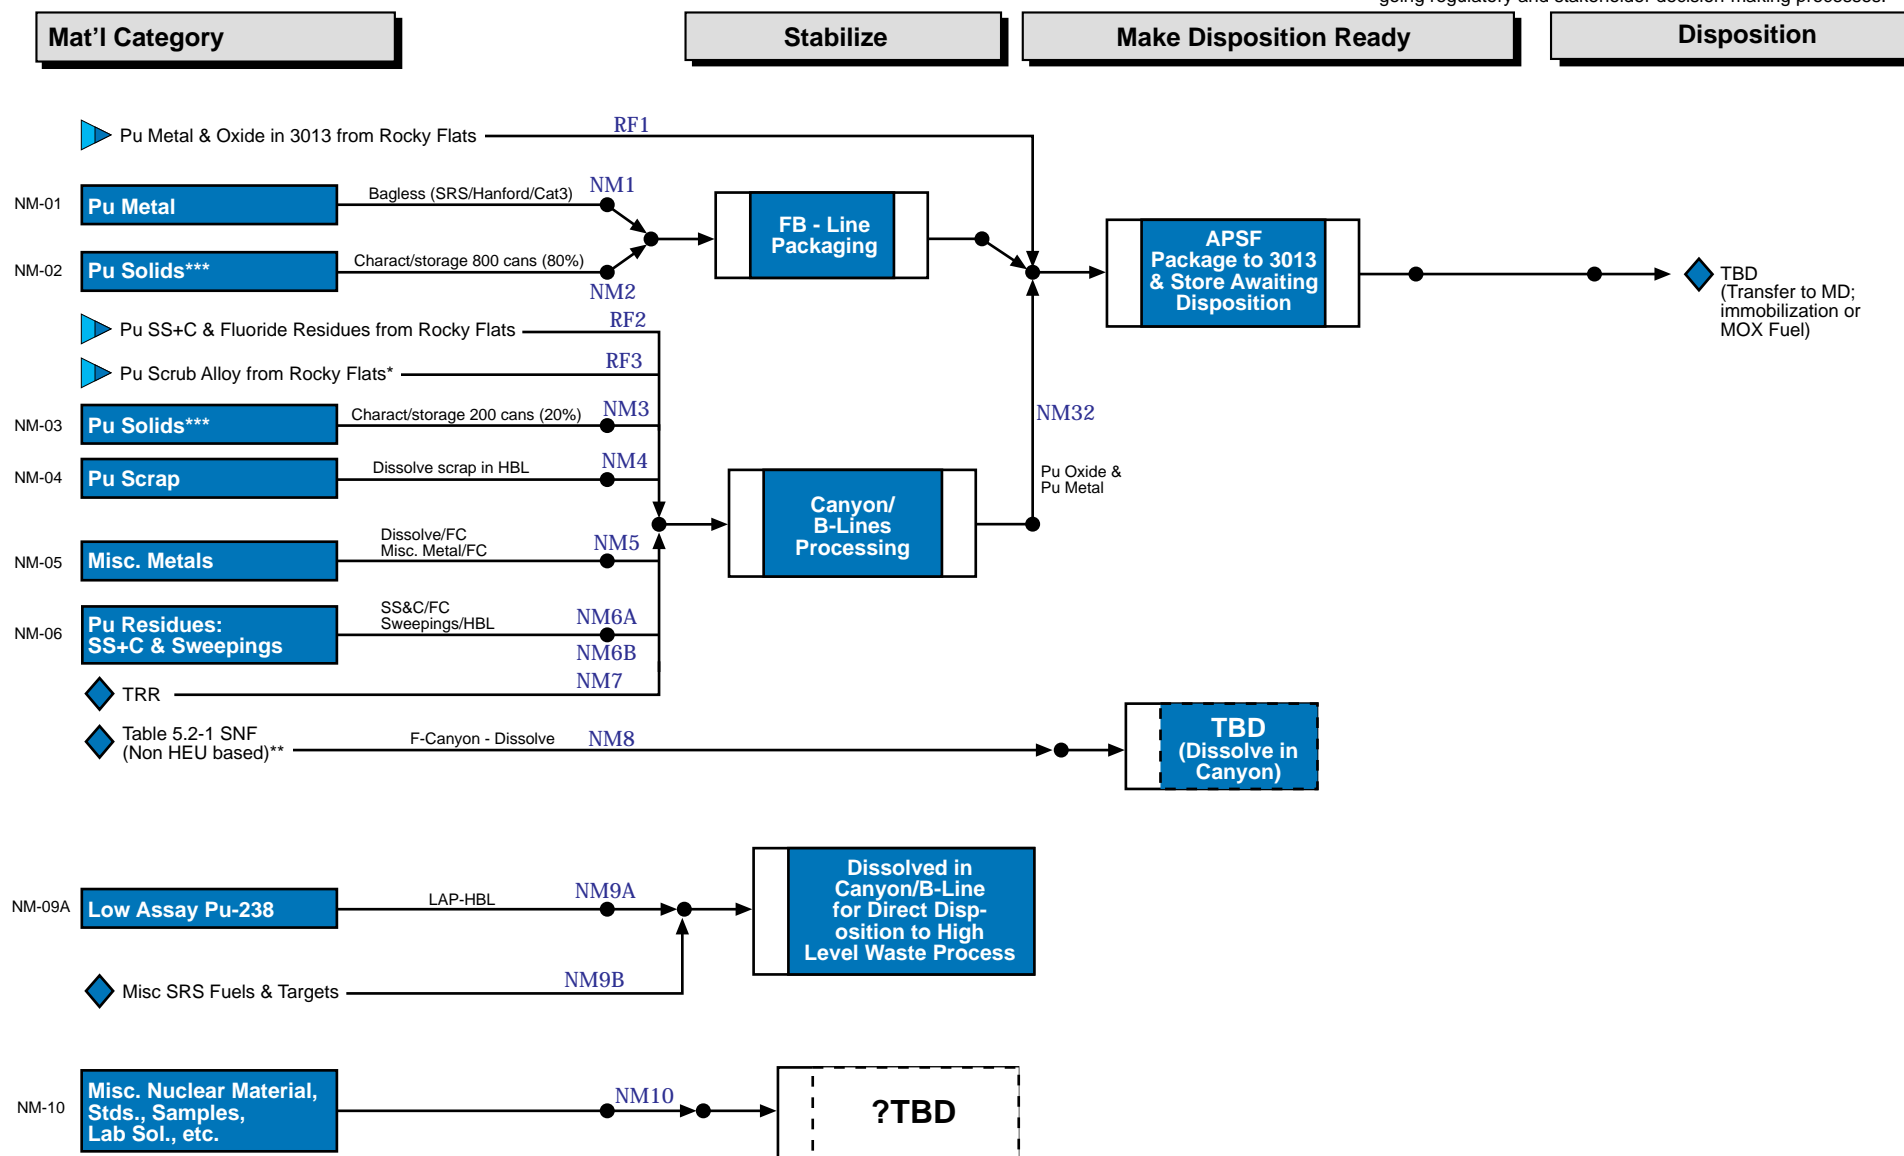 going regulatory and stakeholder decision making processes.
Mat'l Category
Stabilize
Make Disposition Ready
Disposition
Pu Metal & Oxide in 3013 from Rocky Flats
RF1
NM-01
Pu Metal
Bagless (SRS/Hanford/Cat3)
NM1
FB - Line
Packaging
APSF
Package to 3013
& Store Awaiting
Disposition
TBD
(Transfer to MD;
immobilization or
MOX Fuel)
NM-02
Pu Solids***
Charact/storage 800 cans (80%)
NM2
Pu SS+C & Fluoride Residues from Rocky Flats
RF2
Pu Scrub Alloy from Rocky Flats*
RF3
NM-03
Pu Solids***
Charact/storage 200 cans (20%)
NM3
NM32
NM-04
Pu Scrap
Dissolve scrap in HBL
NM4
Pu Oxide &
Pu Metal
Canyon/
B-Lines
Processing
NM-05
Misc. Metals
Dissolve/FC
Misc. Metal/FC
NM5
NM-06
Pu Residues:
SS+C & Sweepings
SS&C/FC
Sweepings/HBL
NM6A
NM6B
TRR
NM7
Table 5.2-1 SNF
(Non HEU based)**
F-Canyon - Dissolve
NM8
TBD
(Dissolve in
Canyon)
NM-09A
Low Assay Pu-238
LAP-HBL
NM9A
Dissolved in
Canyon/B-Line
for Direct Disp-
osition to High
Level Waste Process
Misc SRS Fuels & Targets
NM9B
NM-10
Misc. Nuclear Material,
Stds., Samples,
Lab Sol., etc.
NM10
?TBD